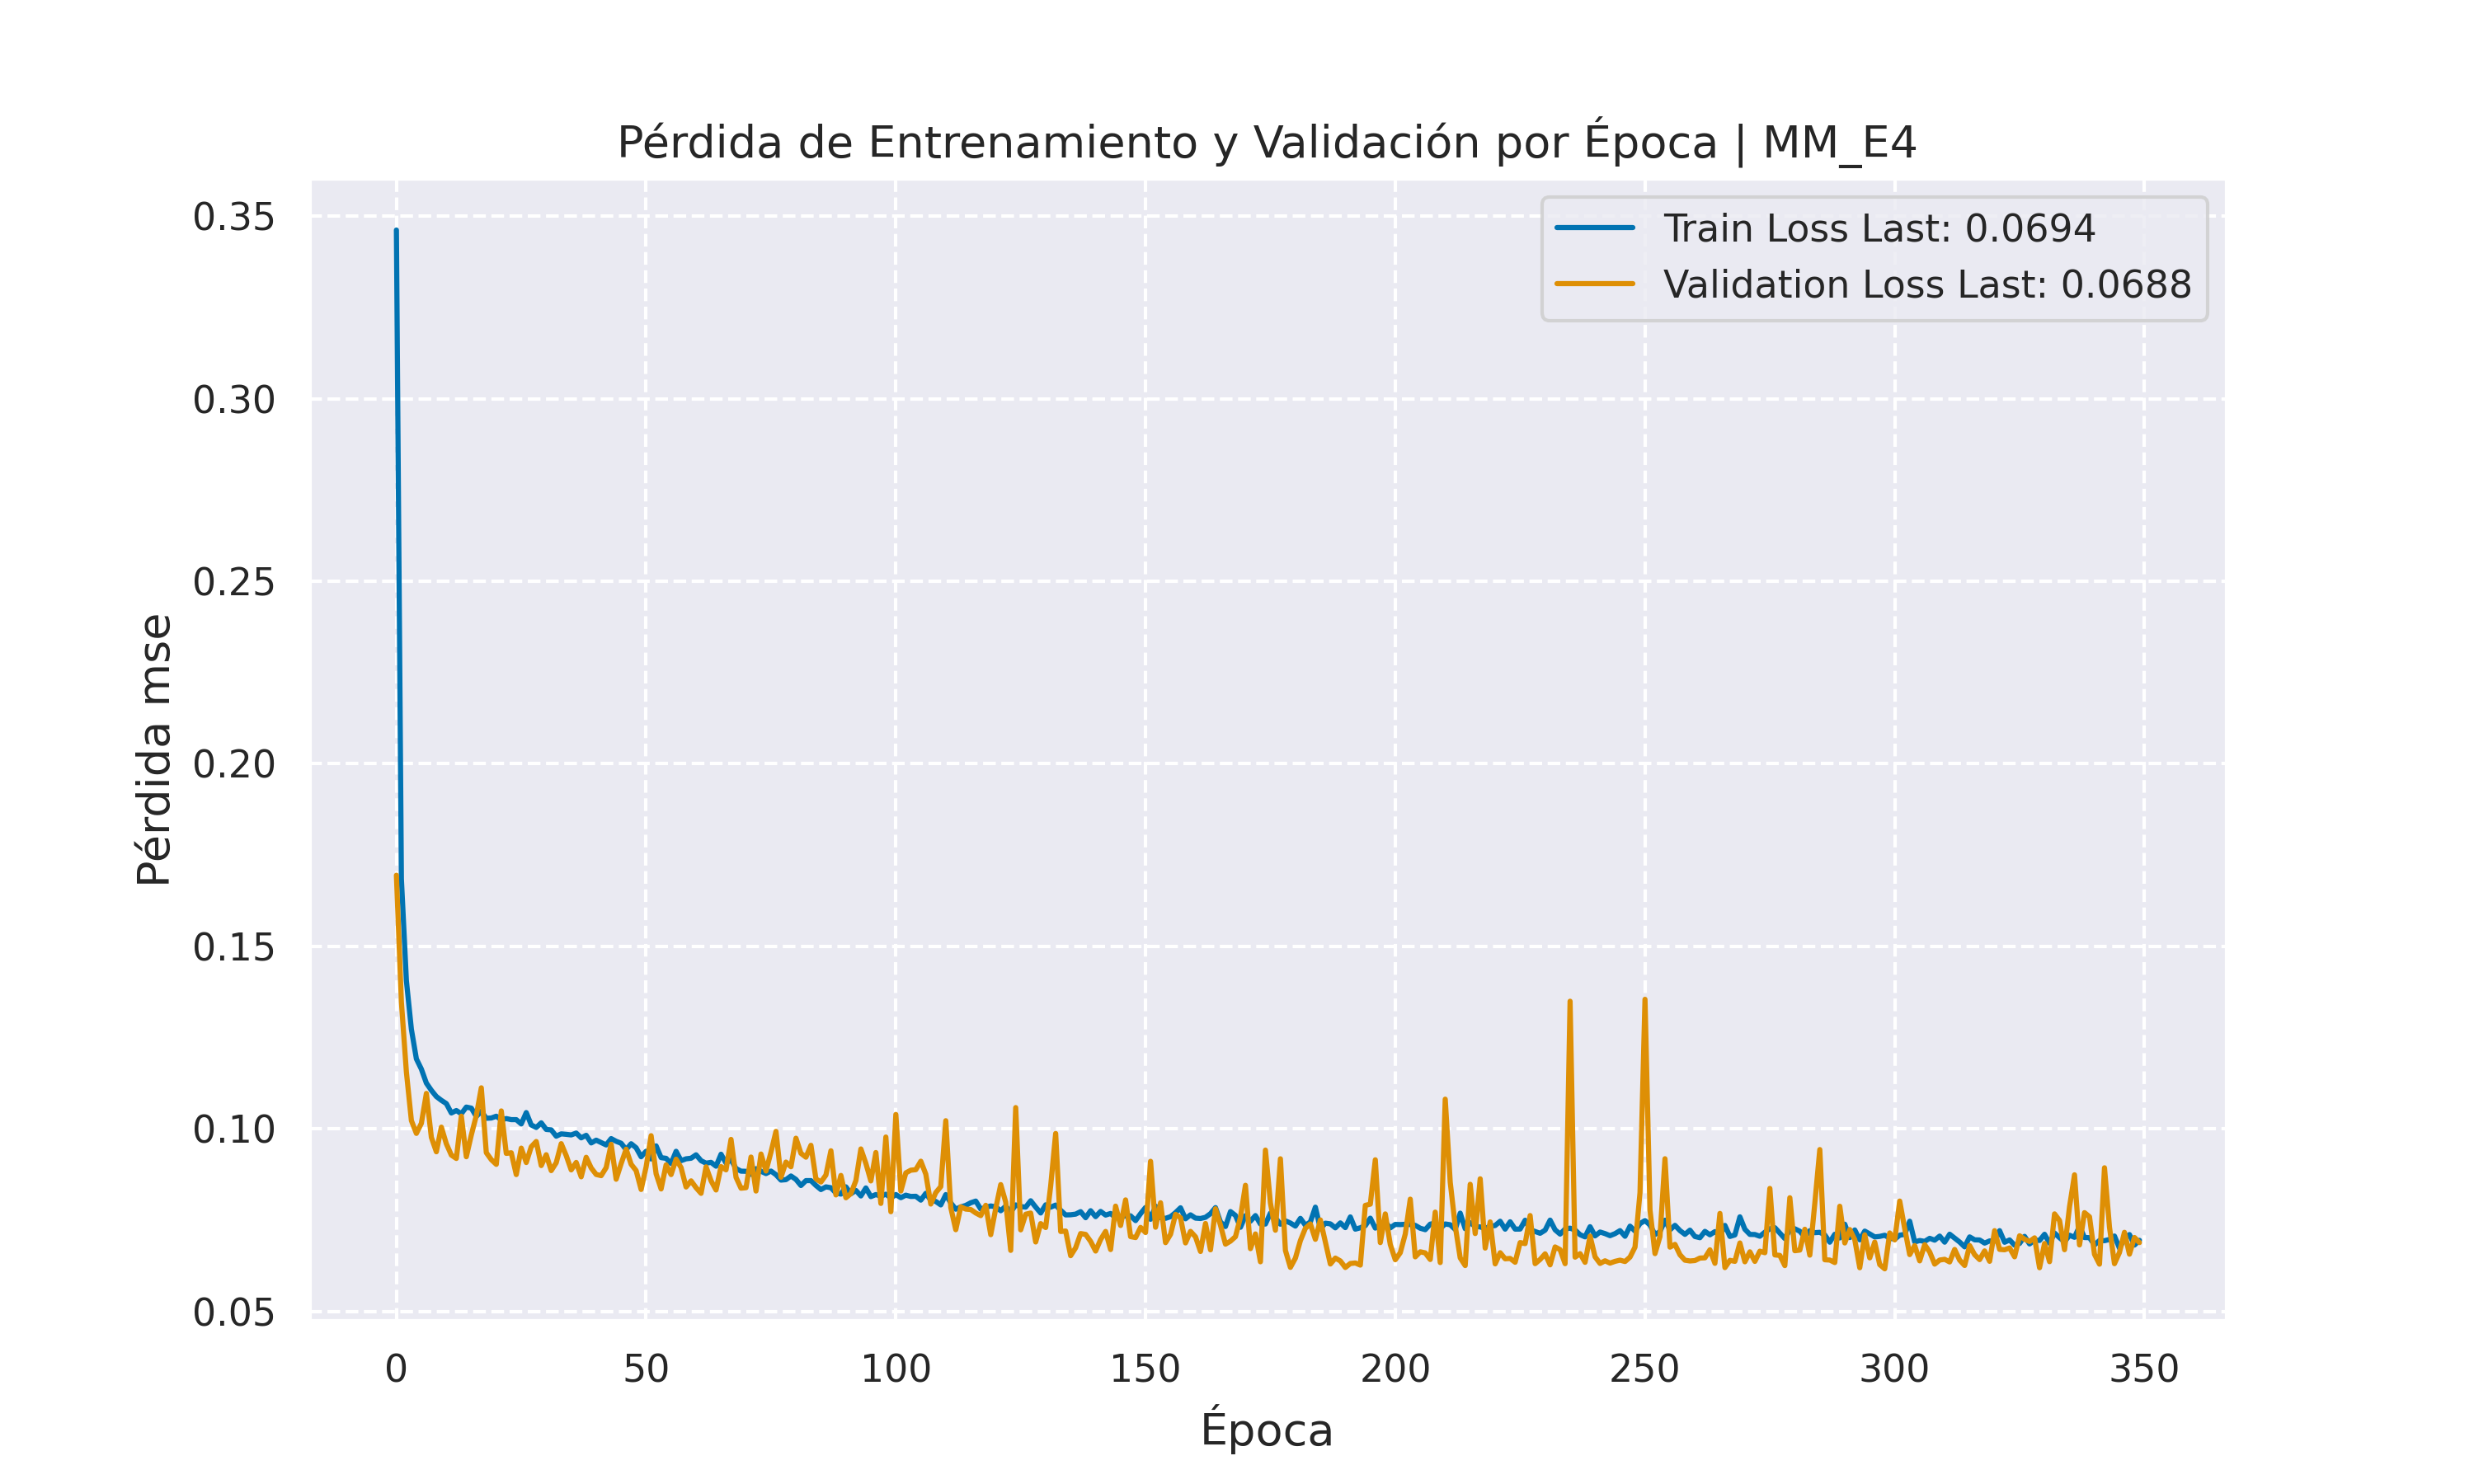 Pérdida de Entrenamiento y Validación por Época | MM_E4
Train Loss Last: 0.0694
Validation Loss Last: 0.0688
Pérdida mse
0.35
0.30
0.25
0.20
0.15
0.10
0.05
0 50 100 150 200 250 300 350
Época